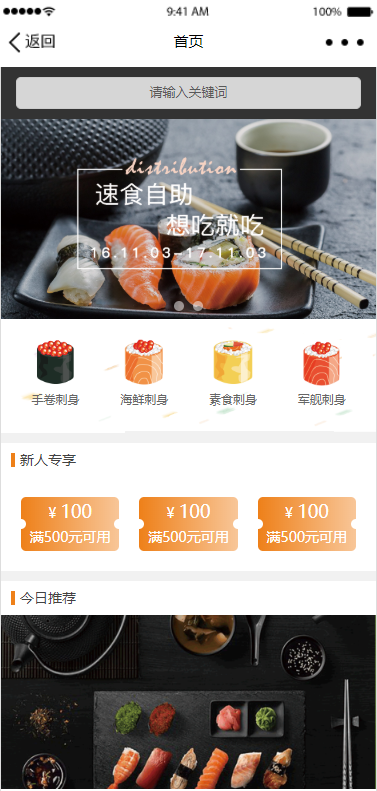 9:41 AM
100%
返回
首页
请输入关键词
distribution
速食自助
想吃就吃
16.11.03-17.11.03
手卷刺身
海鲜刺身
素食刺身
军舰刺身
新人专享
¥ 100
满500元可用
¥ 100
满500元可用
¥ 100
满500元可用
今日推荐